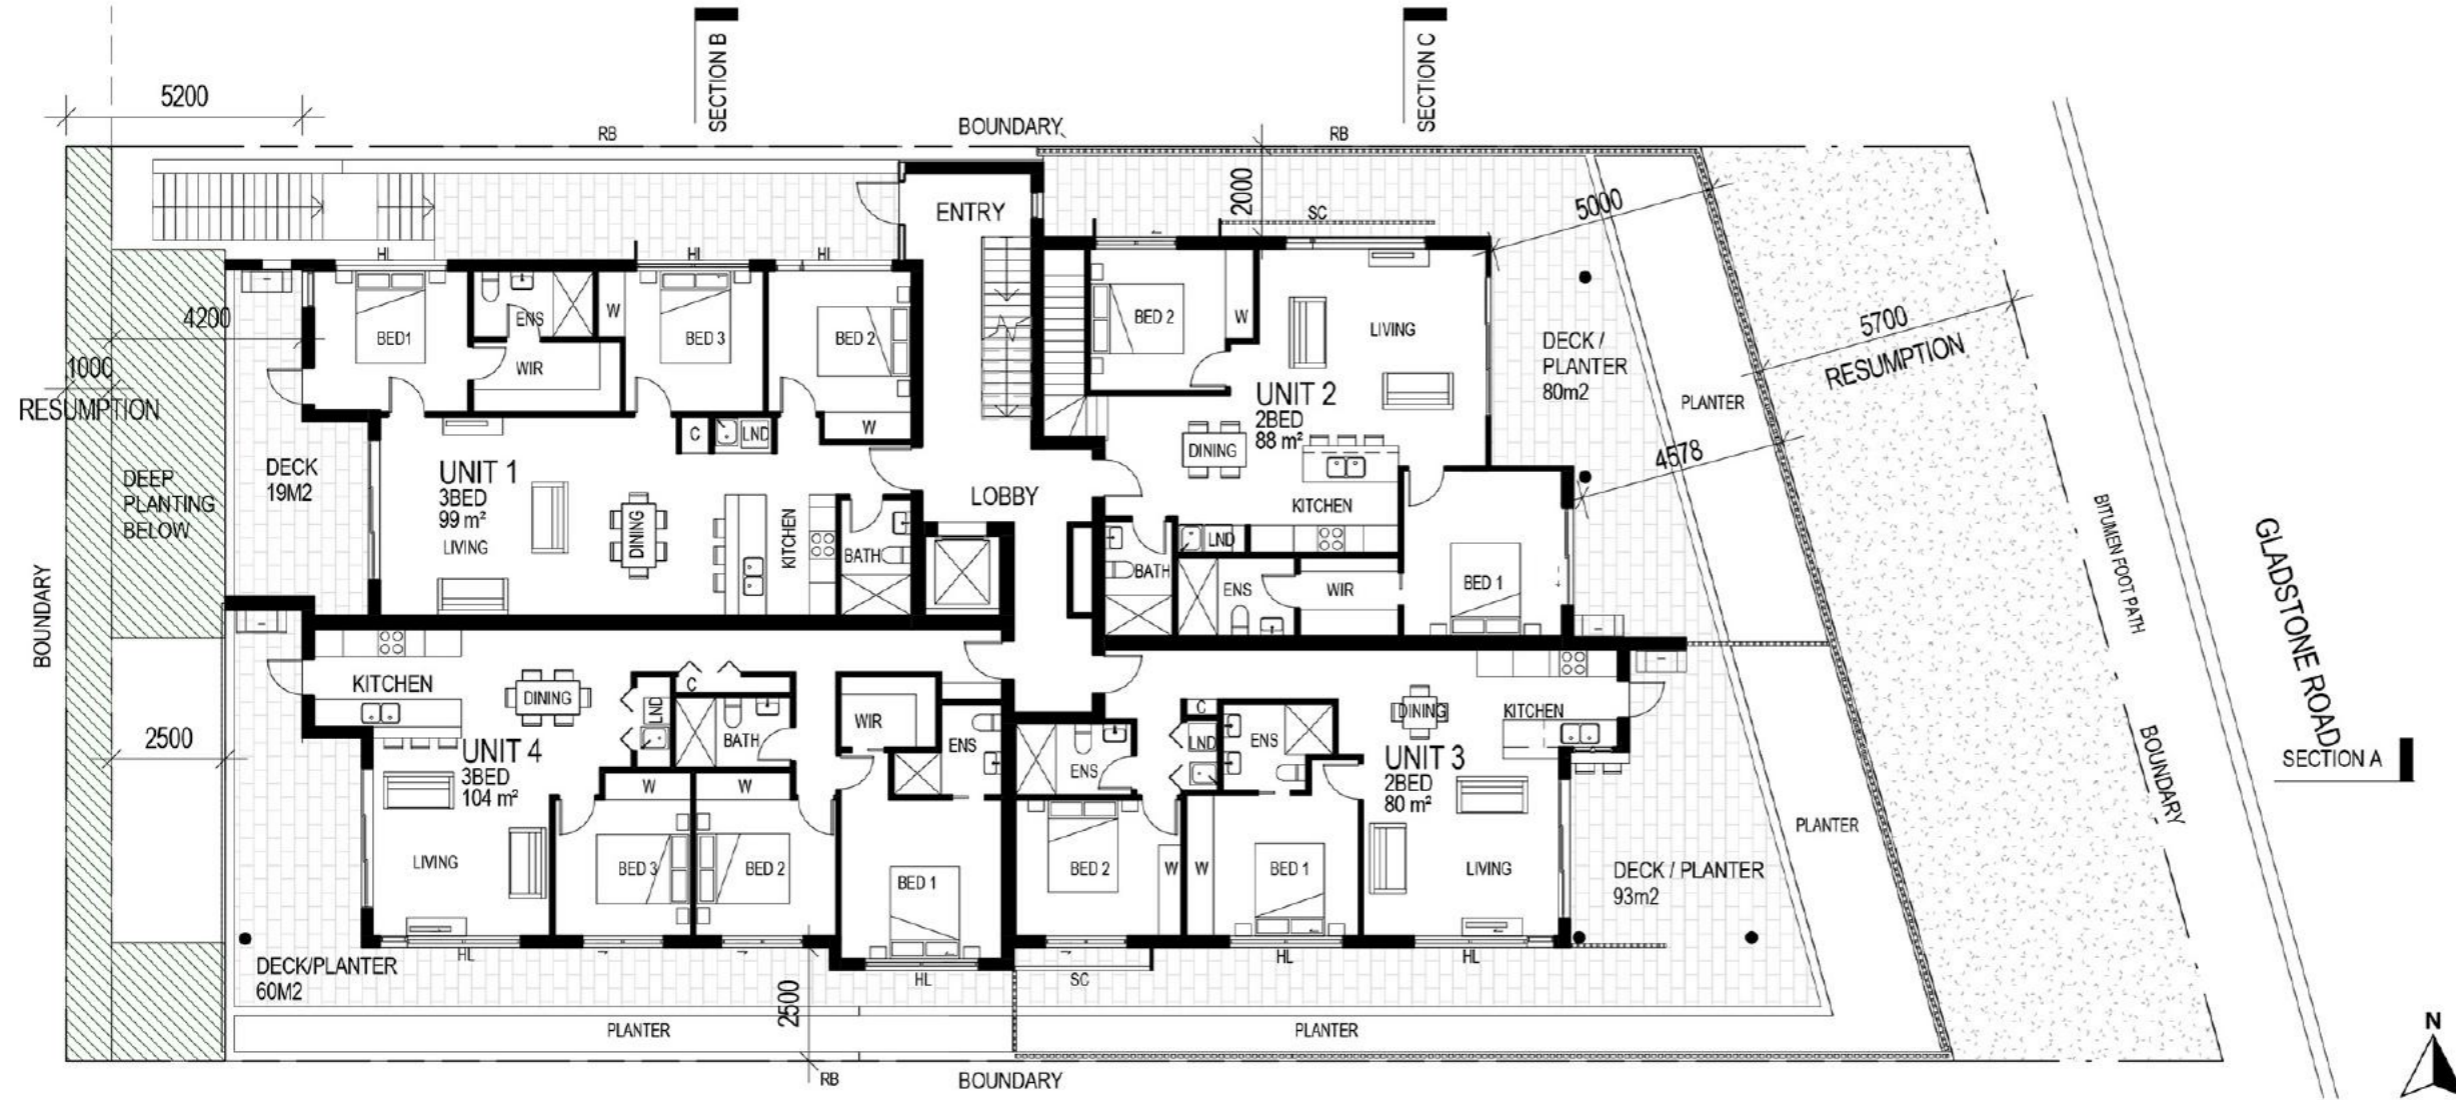 SECTION B
SECTION C
5200
RB
BOUNDARY
RB
ENTRY
2000
SC
5000
HL
HL
HL
4200
BED1
ENS
W
BED 3
BED 2
BED 2
W
LIVING
5700
RESUMPTION
1000
RESUMPTION
WIR
DECK /
PLANTER
80m2
UNIT 2
2BED
88 m²
PLANTER
C
LND
W
DINING
4578
DEEP
PLANTING
BELOW
DECK
19M2
UNIT 1
3BED
99 m²
LIVING
DINING
KITCHEN
LOBBY
KITCHEN
BITUMEN FOOT PATH
GLADSTONE ROAD
BATH
LND
BATH
ENS
WIR
BED 1
BOUNDARY
KITCHEN
DINING
C
LND
BATH
WIR
ENS
C
LND
ENS
ENS
DINING
KITCHEN
2500
UNIT 4
3BED
104 m²
UNIT 3
2BED
80 m²
BOUNDARY
SECTION A
W
W
LIVING
BED 3
BED 2
BED 1
BED 2
W
W
BED 1
LIVING
DECK / PLANTER
93m2
PLANTER
HL
DECK/PLANTER
60M2
HL
SC
HL
HL
2500
PLANTER
PLANTER
RB
BOUNDARY
N